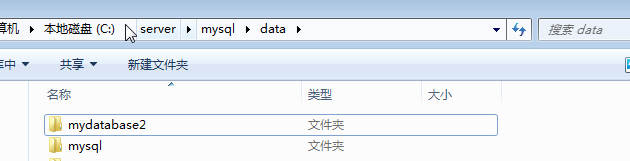 算机 ▸ 本地磁盘 (C:) ▸ server ▸ mysql ▸ data ▸ 搜索 data
库中 ▾ 共享 ▾ 新建文件夹
名称 类型 大小
mydatabase2 文件夹
mysql 文件夹